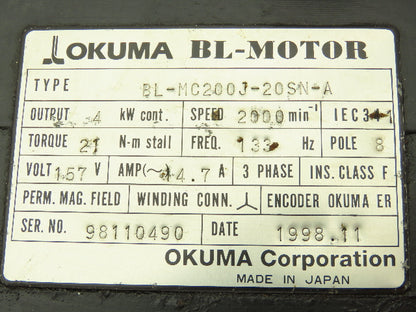 OKUMA BL-MOTOR
TYPE BL-MC200J-20SN-A
OUTPUT 4 kW cont. SPEED 2000 min⁻¹ IEC 34-1
TORQUE 21 N-m stall FREQ. 133 Hz POLE 8
VOLT 157 V AMP(~) 14.7 A 3 PHASE INS. CLASS F
PERM. MAG. FIELD WINDING CONN. ENCODER OKUMA ER
SER. NO. 98110490 DATE 1998.11
OKUMA Corporation
MADE IN JAPAN